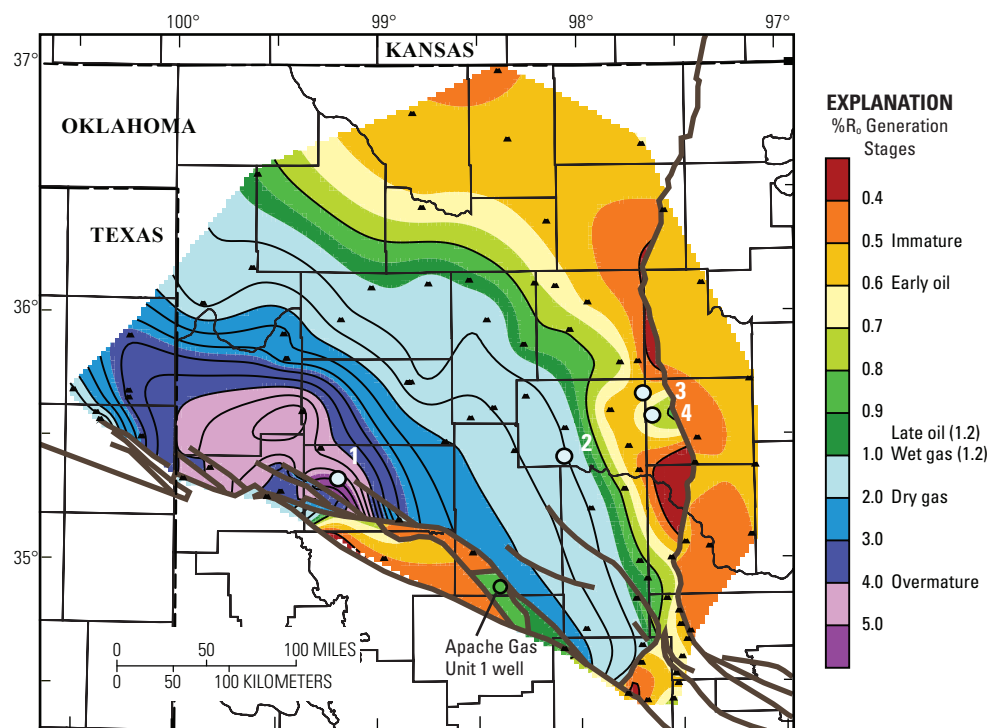 100°
99°
98°
97°
37°
KANSAS
OKLAHOMA
TEXAS
36°
35°
1
2
3
4
Apache Gas
Unit 1 well
0 50 100 MILES
0 50 100 KILOMETERS
EXPLANATION
%R₀ Generation
Stages
0.4
0.5 Immature
0.6 Early oil
0.7
0.8
0.9
Late oil (1.2)
1.0 Wet gas (1.2)
2.0 Dry gas
3.0
4.0 Overmature
5.0